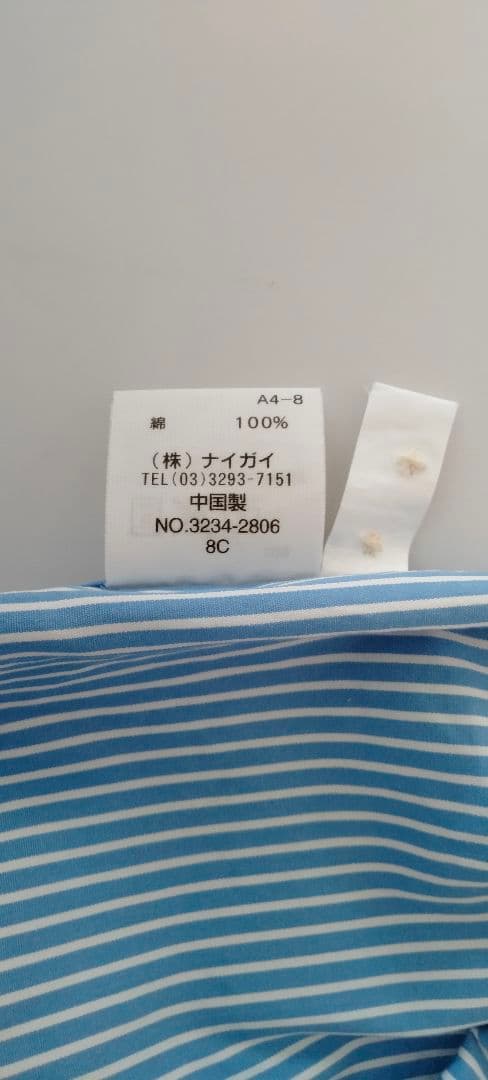 A4-8
綿 100%
(株) ナイガイ
TEL(03)3293-7151
中国製
NO.3234-2806
8C